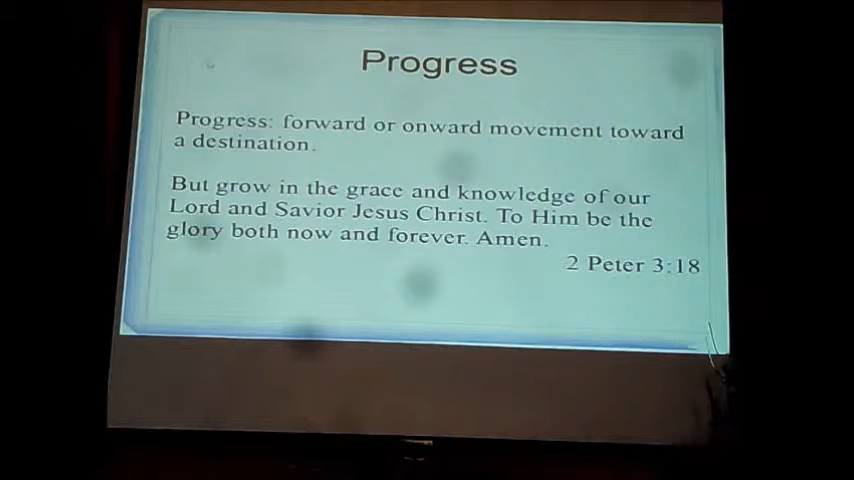 Progress
Progress: forward or onward movement toward
a destination.
But grow in the grace and knowledge of our
Lord and Savior Jesus Christ. To Him be the
glory both now and forever. Amen.
2 Peter 3:18